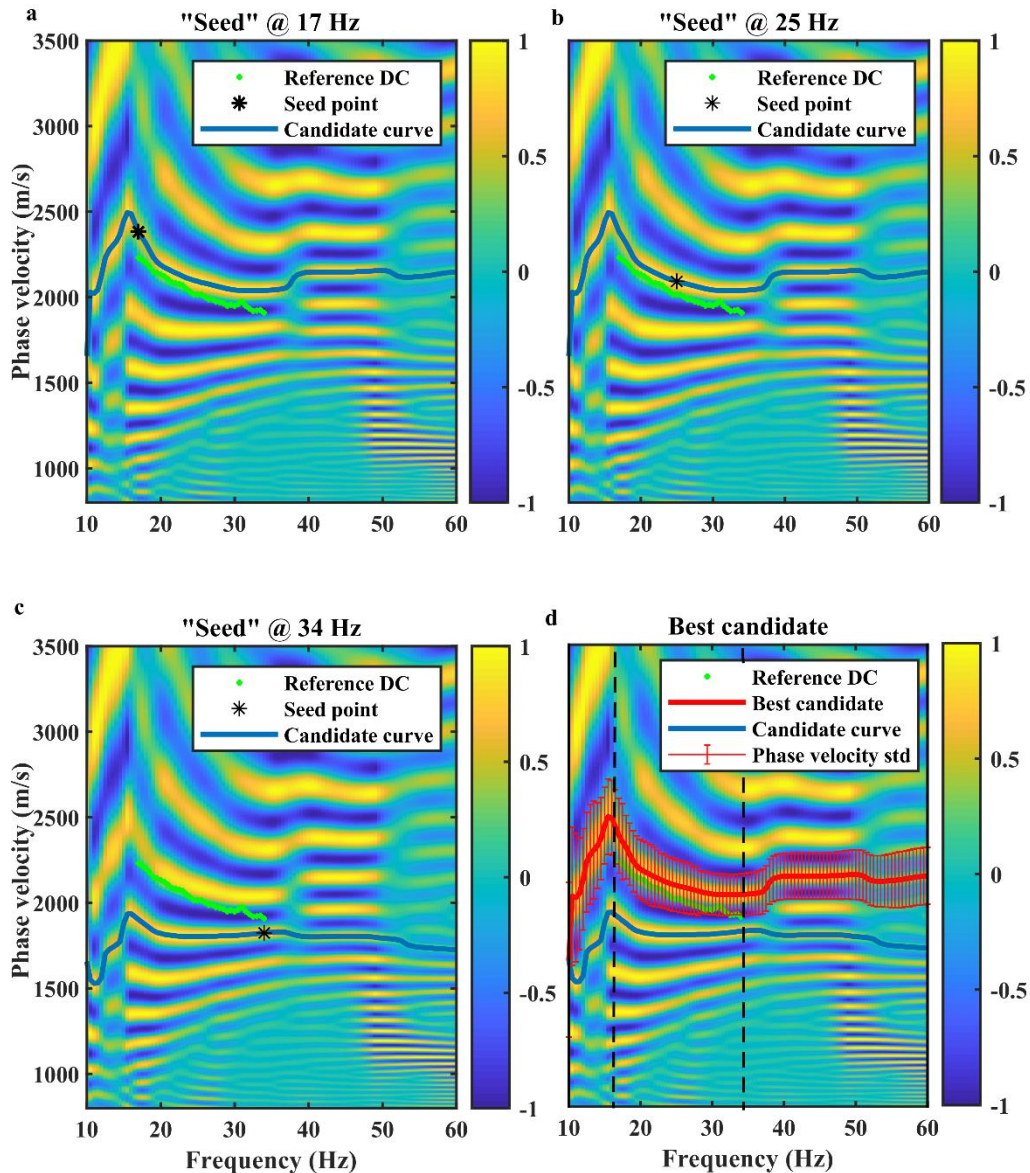 a
"Seed" @ 17 Hz
3500
3000
2500
2000
1500
1000
Phase velocity (m/s)
Reference DC
Seed point
Candidate curve
10 20 30 40 50 60
1
0.5
0
-0.5
-1
b
"Seed" @ 25 Hz
Reference DC
Seed point
Candidate curve
10 20 30 40 50 60
1
0.5
0
-0.5
-1
c
"Seed" @ 34 Hz
3500
3000
2500
2000
1500
1000
Phase velocity (m/s)
Reference DC
Seed point
Candidate curve
10 20 30 40 50 60
Frequency (Hz)
1
0.5
0
-0.5
-1
d
Best candidate
Reference DC
Best candidate
Candidate curve
Phase velocity std
10 20 30 40 50 60
Frequency (Hz)
1
0.5
0
-0.5
-1